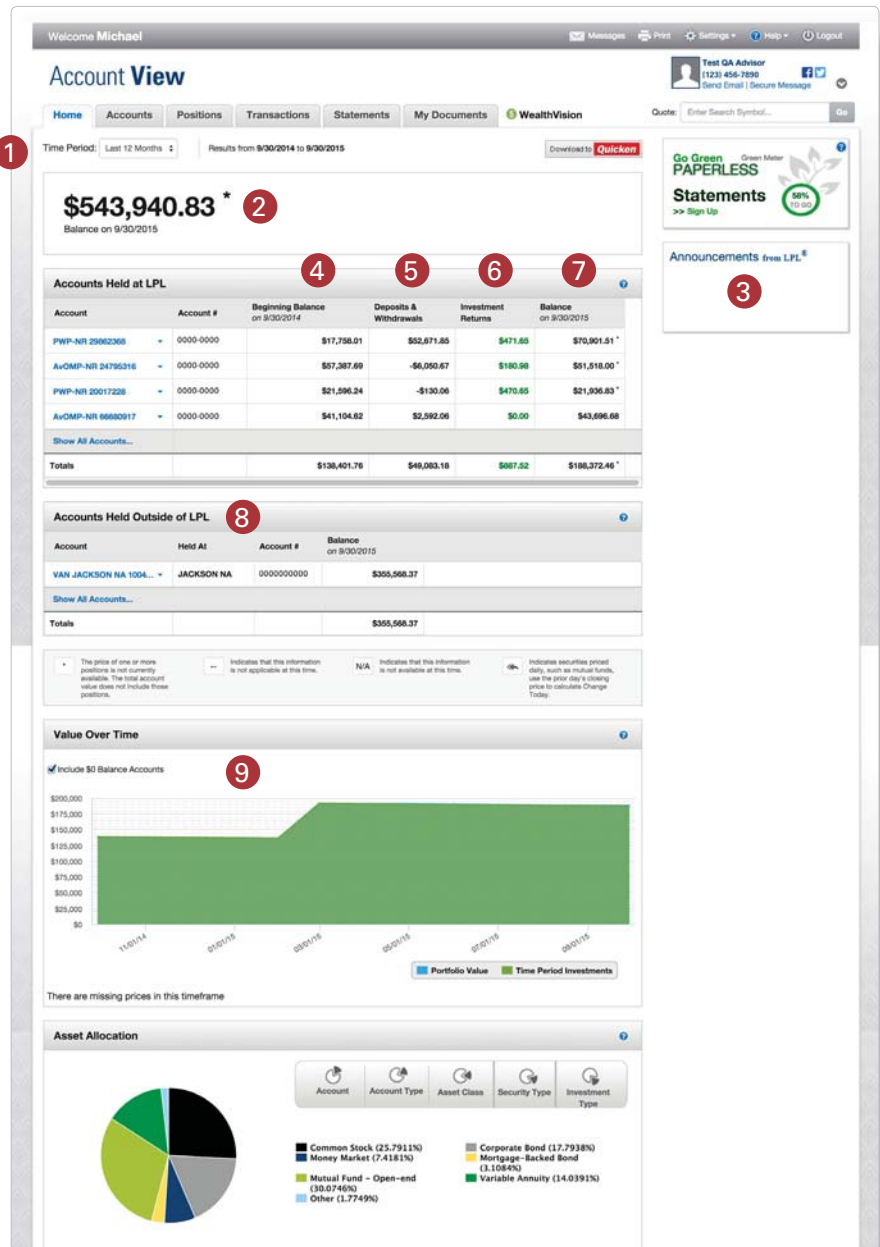 Welcome Michael
Messages Print Settings Help Logout
Account View
Test QA Advisor
(123) 456-7890
Send Email | Secure Message
Home Accounts Positions Transactions Statements My Documents WealthVision
Quote: Enter Search Symbol... Go
1
Time Period: Last 12 Months Results from 9/30/2014 to 9/30/2015
Download to Quicken
$543,940.83 *
2
Balance on 9/30/2015
Go Green Green Meter
PAPERLESS
Statements
>> Sign Up
58%
TO GO
Announcements from LPL®
3
4 5 6 7
Accounts Held at LPL
Account Account # Beginning Balance on 9/30/2014 Deposits & Withdrawals Investment Returns Balance on 9/30/2015
PWP-NR 29862368 0000-0000 $17,758.01 $52,671.85 $471.65 $70,901.51 *
AvOMP-NR 24795316 0000-0000 $57,387.69 -$6,050.67 $180.98 $51,518.00 *
PWP-NR 20017228 0000-0000 $21,596.24 -$130.06 $470.65 $21,936.83 *
AvOMP-NR 66680917 0000-0000 $41,104.62 $2,592.06 $0.00 $43,696.68
Show All Accounts...
Totals $138,401.76 $49,083.18 $887.52 $188,372.46 *
Accounts Held Outside of LPL
8
Account Held At Account # Balance on 9/30/2015
VAN JACKSON NA 1004... JACKSON NA 0000000000 $355,568.37
Show All Accounts...
Totals $355,568.37
* The price of one or more
positions is not currently
available. The total account
value does not include those
positions.
-- Indicates that this information
is not applicable at this time.
N/A Indicates that this information
is not available at this time.
Indicates securities priced
daily, such as mutual funds,
use the prior day's closing
price to calculate Change
Today.
Value Over Time
Include $0 Balance Accounts
9
$200,000
$175,000
$150,000
$125,000
$100,000
$75,000
$50,000
$25,000
$0
11/01/14 01/01/15 03/01/15 05/01/15 07/01/15 09/01/15
Portfolio Value Time Period Investments
There are missing prices in this timeframe
Asset Allocation
Account Account Type Asset Class Security Type Investment Type
Common Stock (25.7911%)
Money Market (7.4181%)
Mutual Fund - Open-end
(30.0746%)
Other (1.7749%)
Corporate Bond (17.7938%)
Mortgage-Backed Bond
(3.1084%)
Variable Annuity (14.0391%)